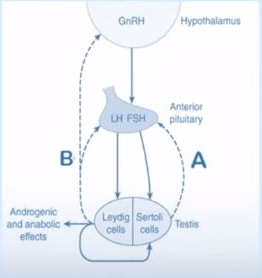 GnRH
Hypothalamus
Anterior
pituitary
LH FSH
B
A
Androgenic
and anabolic
effects
Leydig
cells
Sertoli
cells
Testis